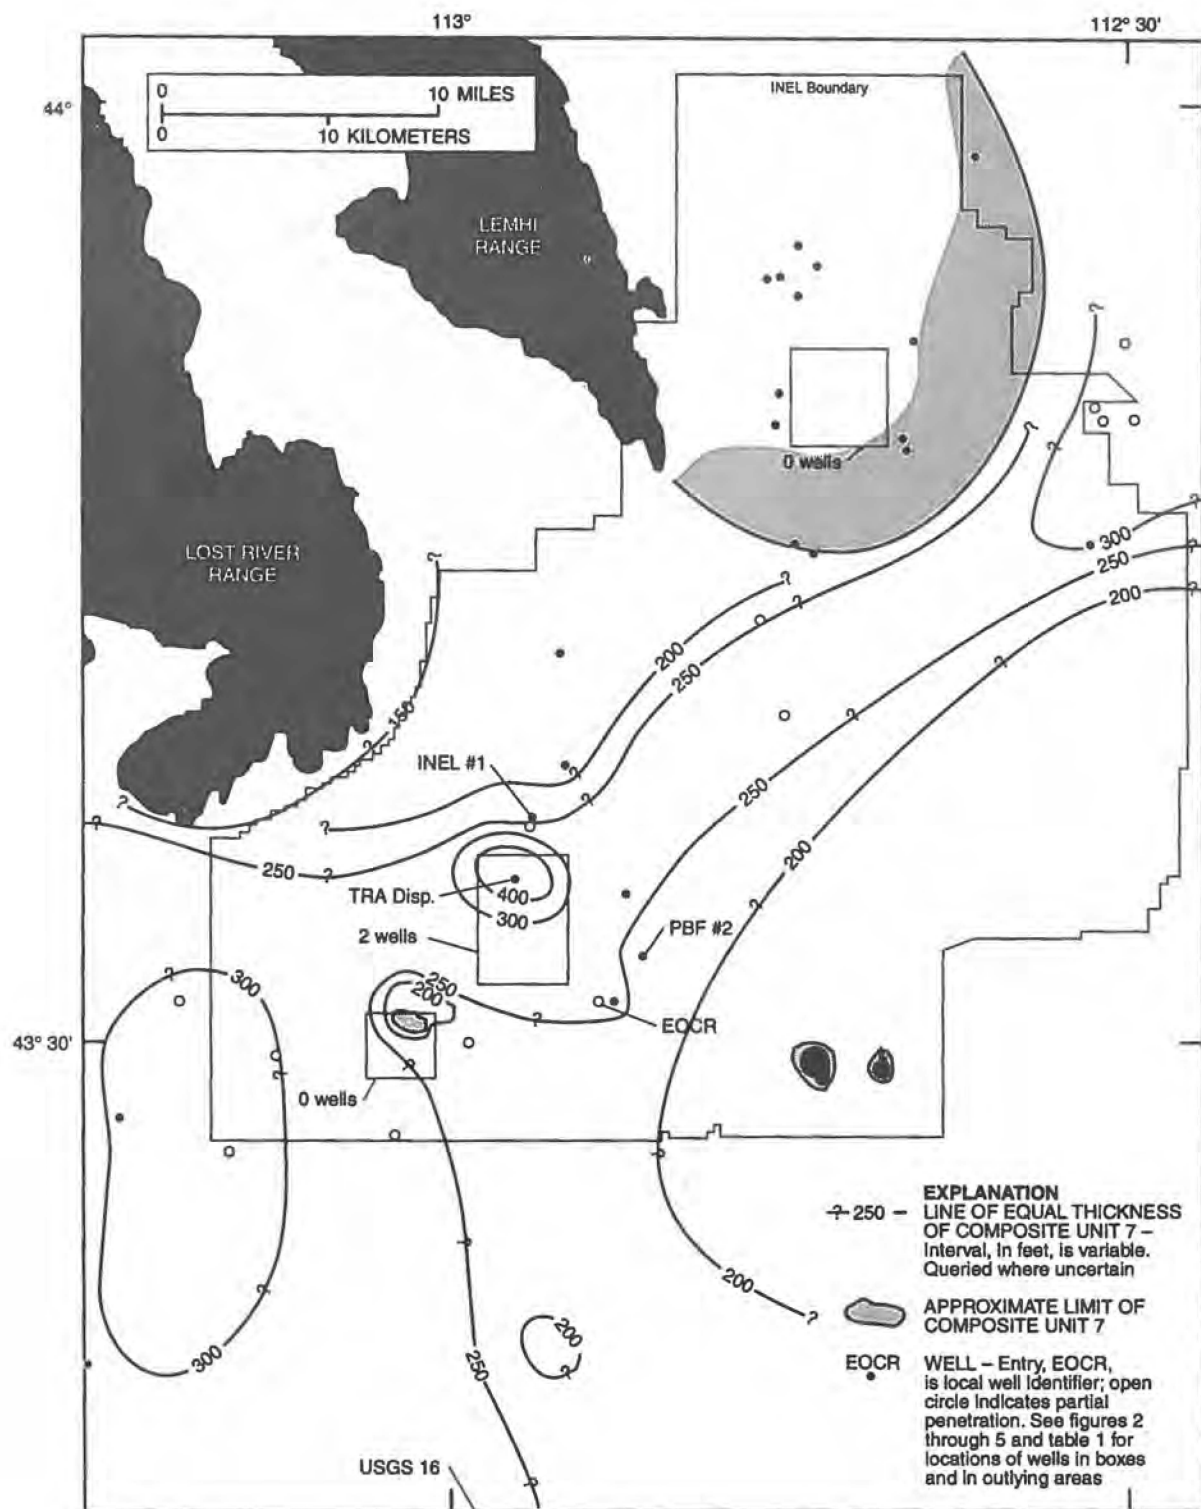 113°
112° 30'
44°
0 10 MILES
0 10 KILOMETERS
INEL Boundary
LEMHI
RANGE
?
?
?
0 wells
LOST RIVER
RANGE
?
?
300
?
250
?
200
?
?
?
200
250
?
150
?
?
INEL #1
?
250
?
?
?
?
200
250
?
TRA Disp.
400
300
?
2 wells
PBF #2
?
300
250
200
?
EOCR
43° 30'
?
?
0 wells
?
?
?
200
?
200
?
300
250
?
USGS 16
?
EXPLANATION
-?- 250 – LINE OF EQUAL THICKNESS
OF COMPOSITE UNIT 7 –
Interval, in feet, is variable.
Queried where uncertain
APPROXIMATE LIMIT OF
COMPOSITE UNIT 7
EOCR WELL – Entry, EOCR,
is local well identifier; open
circle indicates partial
penetration. See figures 2
through 5 and table 1 for
locations of wells in boxes
and in outlying areas